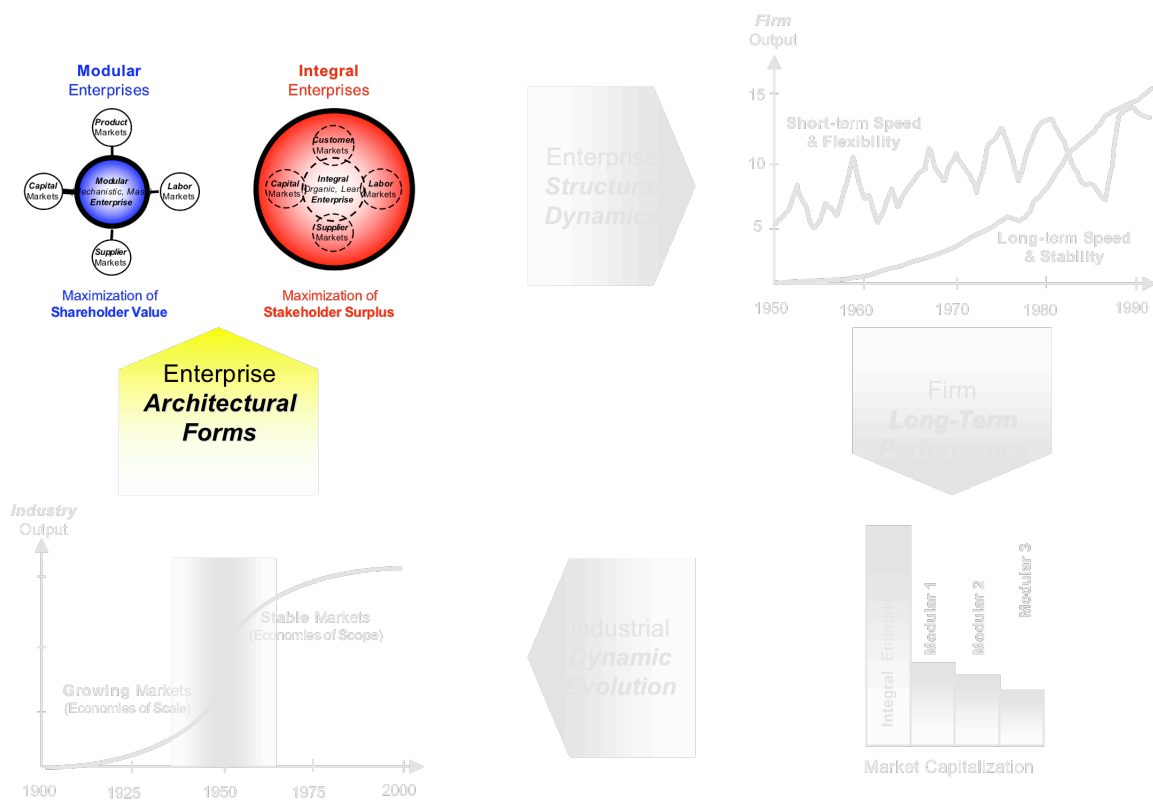 Modular
Enterprises
Product
Markets
Capital
Markets
Modular
echanistic, Mas
Enterprise
Labor
Markets
Supplier
Markets
Maximization of
Shareholder Value
Integral
Enterprises
Customer
Markets
Capital
Markets
Integral
Organic, Lean
Enterprise
Labor
Markets
Supplier
Markets
Maximization of
Stakeholder Surplus
Enterprise
Structural
Dynamics
Firm
Output
15
10
5
Short-term Speed
& Flexibility
Long-term Speed
& Stability
1950
1960
1970
1980
1990
Enterprise
Architectural
Forms
Firm
Long-Term
Performance
Industry
Output
Stable Markets
(Economies of Scope)
Growing Markets
(Economies of Scale)
1900
1925
1950
1975
2000
Industrial
Dynamic
Evolution
Integral Enterprise
Modular 1
Modular 2
Modular 3
Market Capitalization